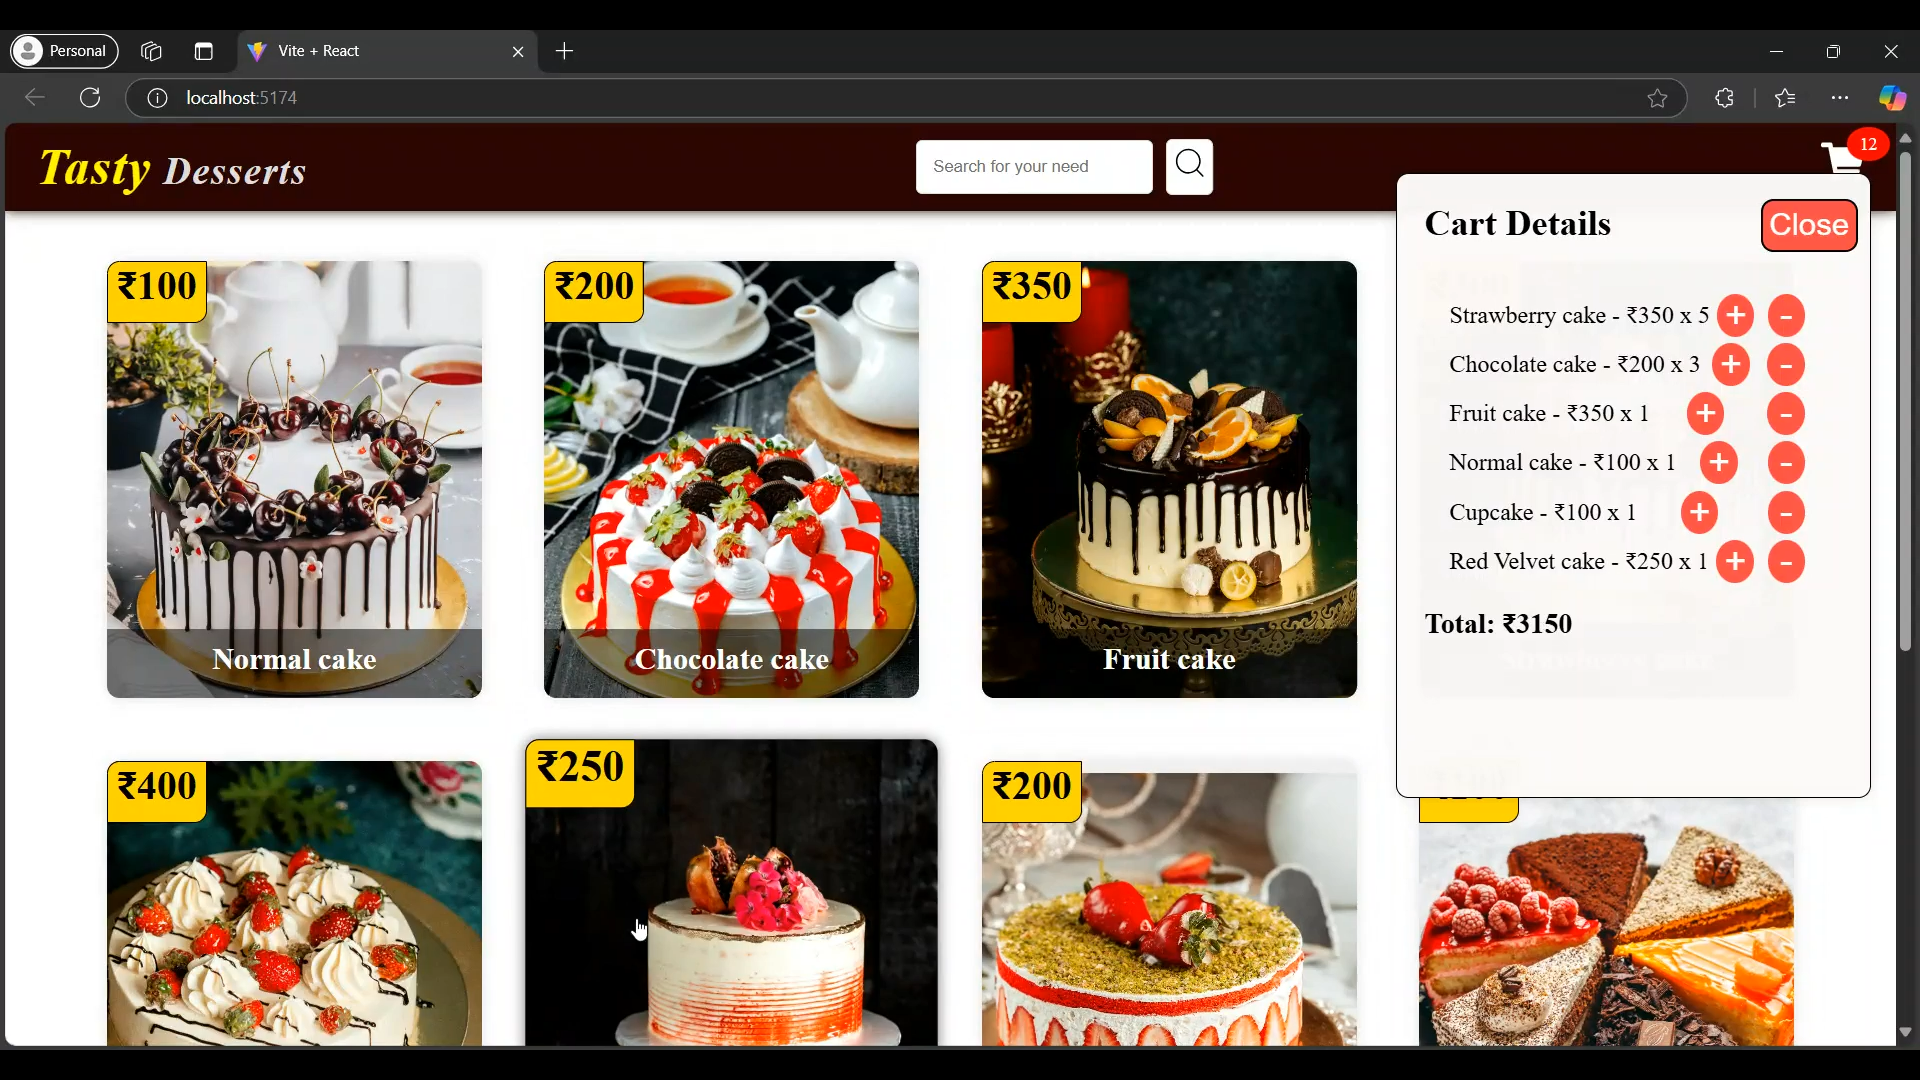 Personal
Vite + React
localhost:5174
Tasty Desserts
Search for your need
12
Cart Details
Close
Strawberry cake - ₹350 x 5 + -
Chocolate cake - ₹200 x 3 + -
Fruit cake - ₹350 x 1 + -
Normal cake - ₹100 x 1 + -
Cupcake - ₹100 x 1 + -
Red Velvet cake - ₹250 x 1 + -
Total: ₹3150
₹100
Normal cake
₹200
Chocolate cake
₹350
Fruit cake
₹400
₹250
₹200